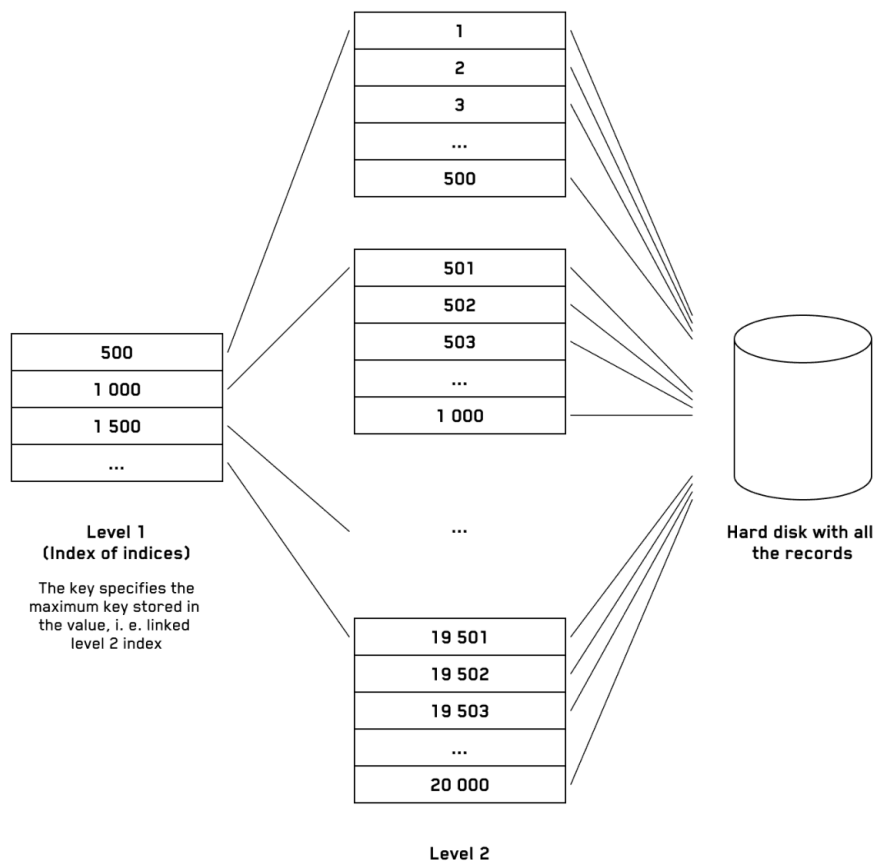 500
1 000
1 500
...
Level 1
(Index of indices)
The key specifies the
maximum key stored in
the value, i. e. linked
level 2 index
1
2
3
...
500
501
502
503
...
1 000
...
19 501
19 502
19 503
...
20 000
Level 2
Hard disk with all
the records